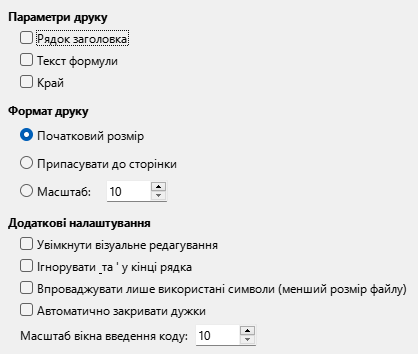 Параметри друку
Рядок заголовка
Текст формули
Край
Формат друку
Початковий розмір
Припасувати до сторінки
Масштаб: 10
Додаткові налаштування
Увімкнути візуальне редагування
Ігнорувати _та ' у кінці рядка
Впроваджувати лише використані символи (менший розмір файлу)
Автоматично закривати дужки
Масштаб вікна введення коду: 10